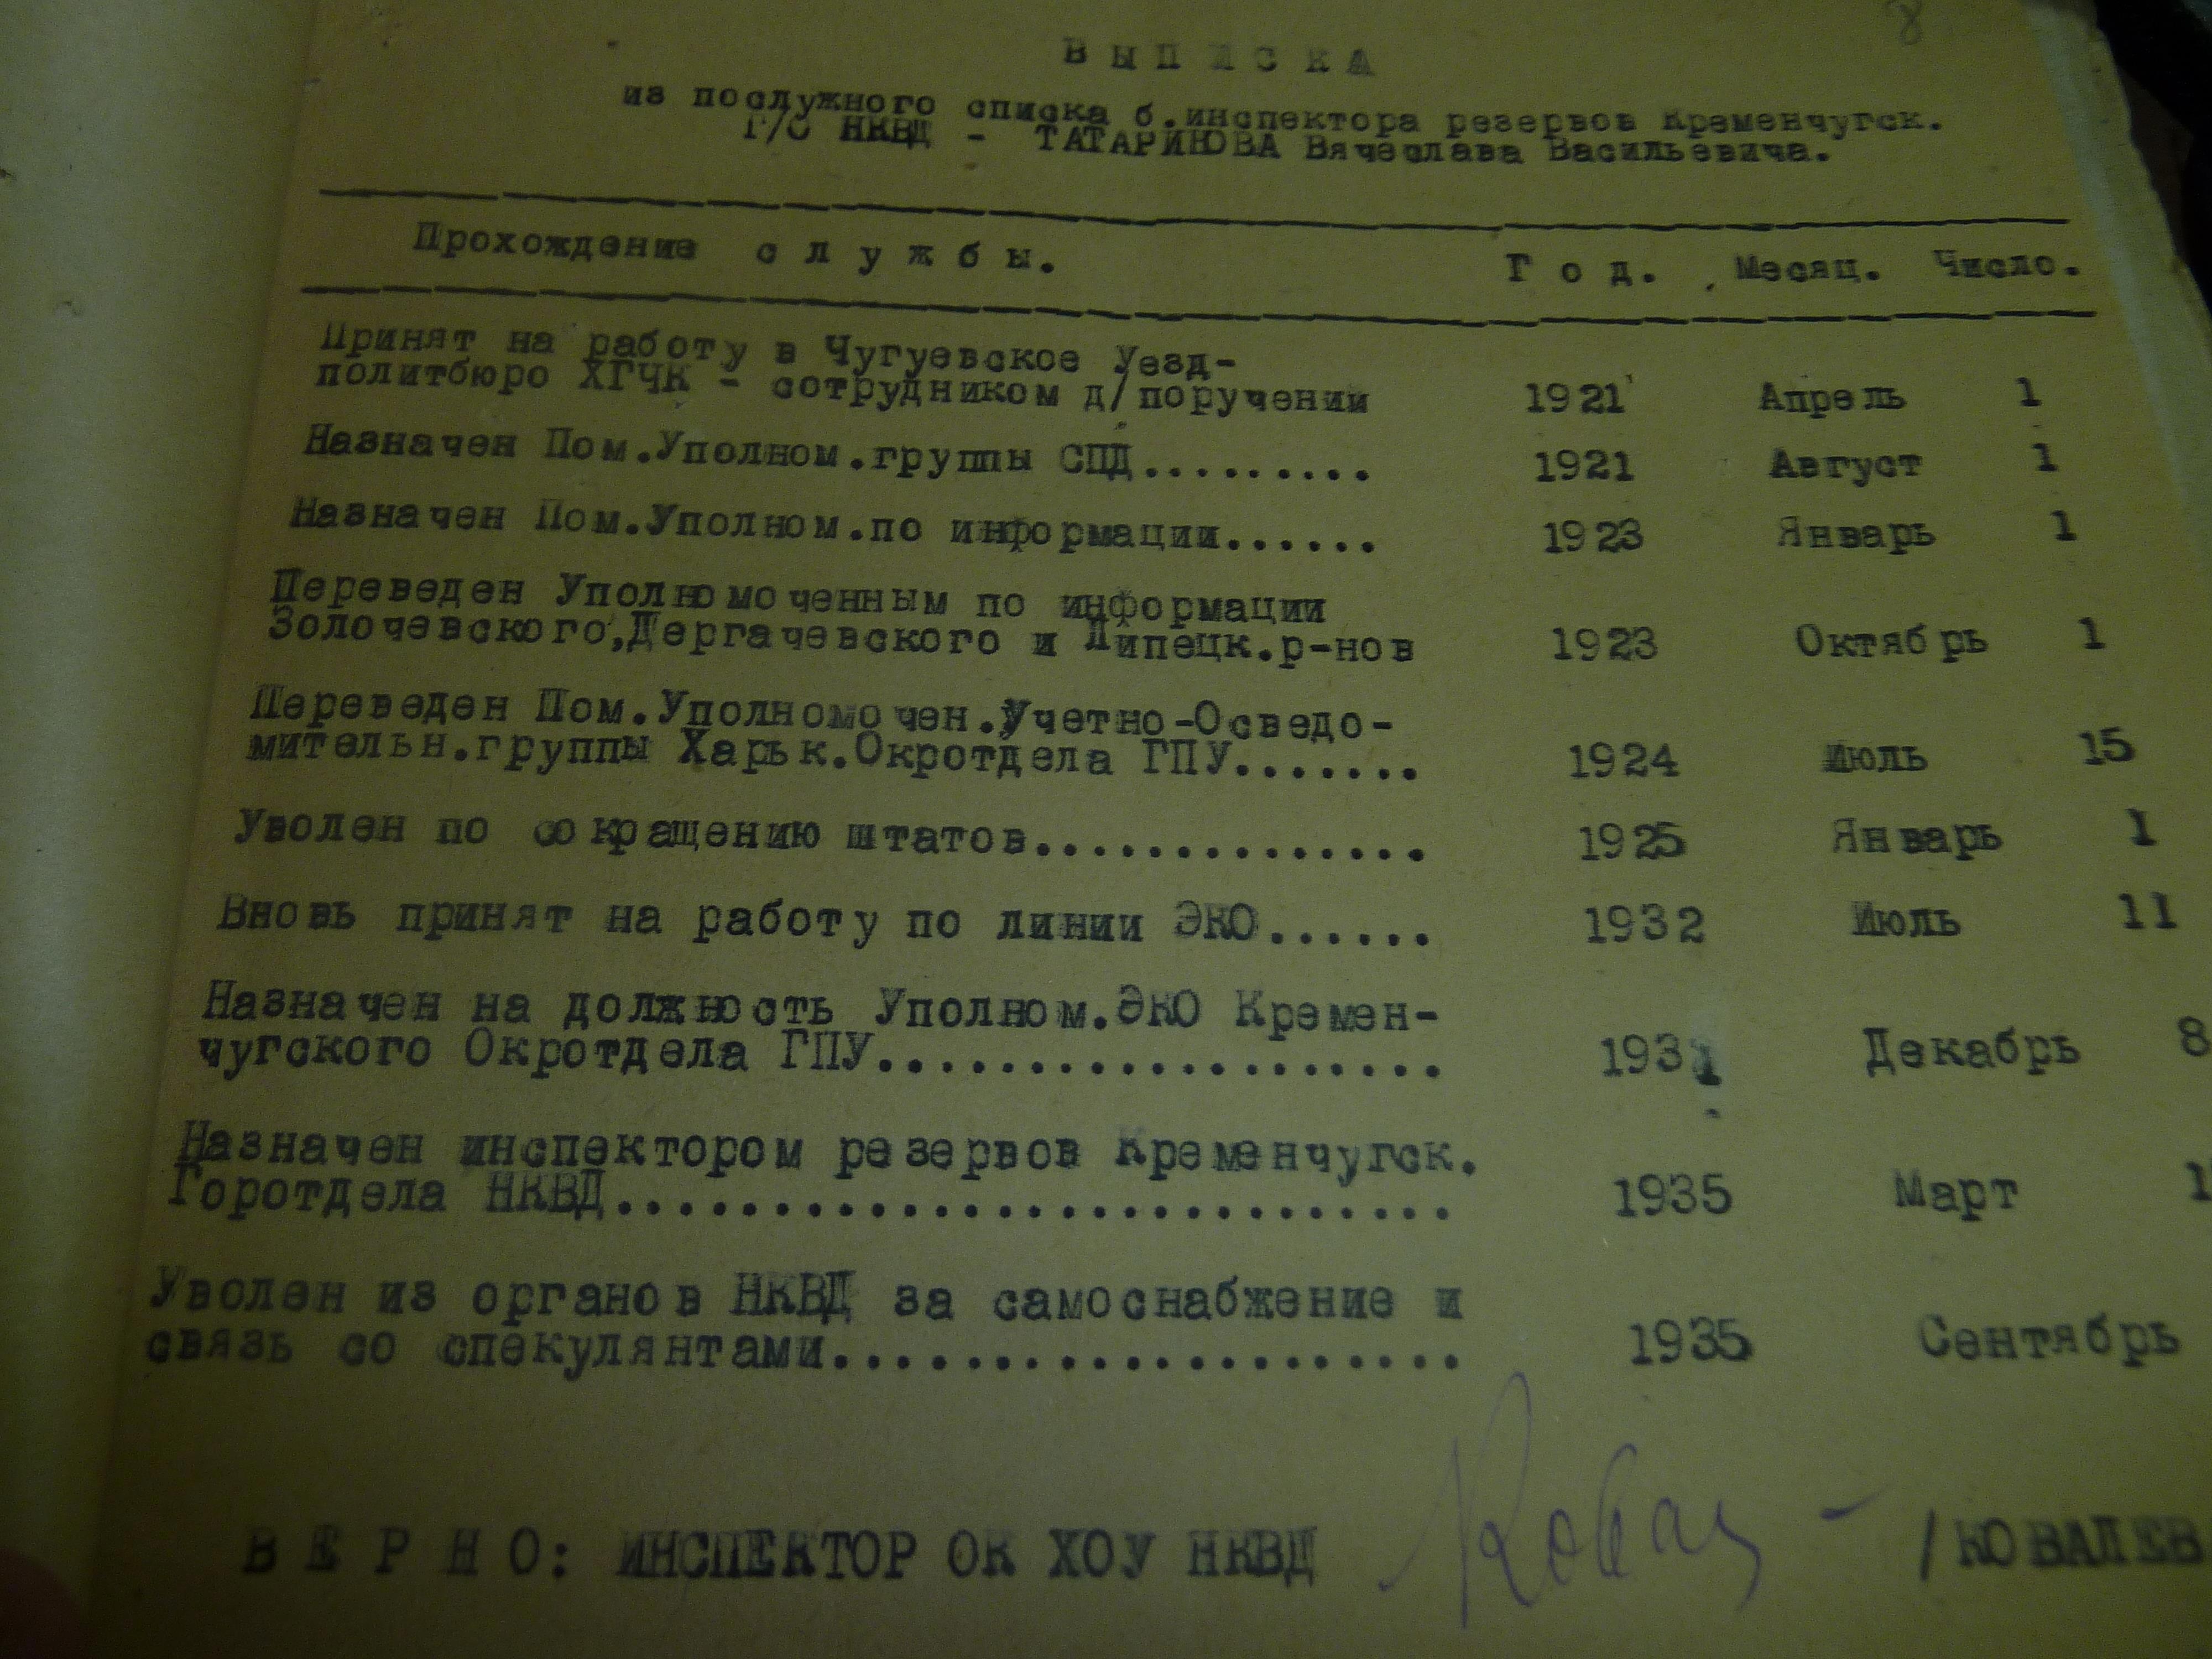 8
ВЫПИСКА
из послужного списка б.инспектора резервов Кременчугск.
Г/О НКВД - ТАТАРИНОВА Вячеслава Васильевича.
Прохождение службы. Год. Месяц. Число.
Принят на работу в Чугуевское Уезд-
политбюро ХГЧК - сотрудником д/поручений 1921 Апрель 1
Назначен Пом.Уполном.группы СПД......... 1921 Август 1
Назначен Пом.Уполном.по информации...... 1923 Январь 1
Переведен Уполномоченным по информации
Золочевского,Дергачевского и Липецк.р-нов 1923 Октябрь 1
Переведен Пом.Уполномочен.Учетно-Осведо-
мительн.группы Харьк.Окротдела ГПУ....... 1924 Июль 15
Уволен по сокращению штатов.............. 1925 Январь 1
Вновь принят на работу по линии ЭКО...... 1932 Июль 11
Назначен на должность Уполном.ЭКО Кремен-
чугского Окротдела ГПУ................... Декабрь 8
Назначен инспектором резервов Кременчугск.
Горотдела НКВД........................... 1935 Март 1
Уволен из органов НКВД за самоснабжение и
связь со спекулянтами.................... 1935 Сентябрь
ВЕРНО: ИНСПЕКТОР ОК ХОУ НКВД /КОВАЛЕВ